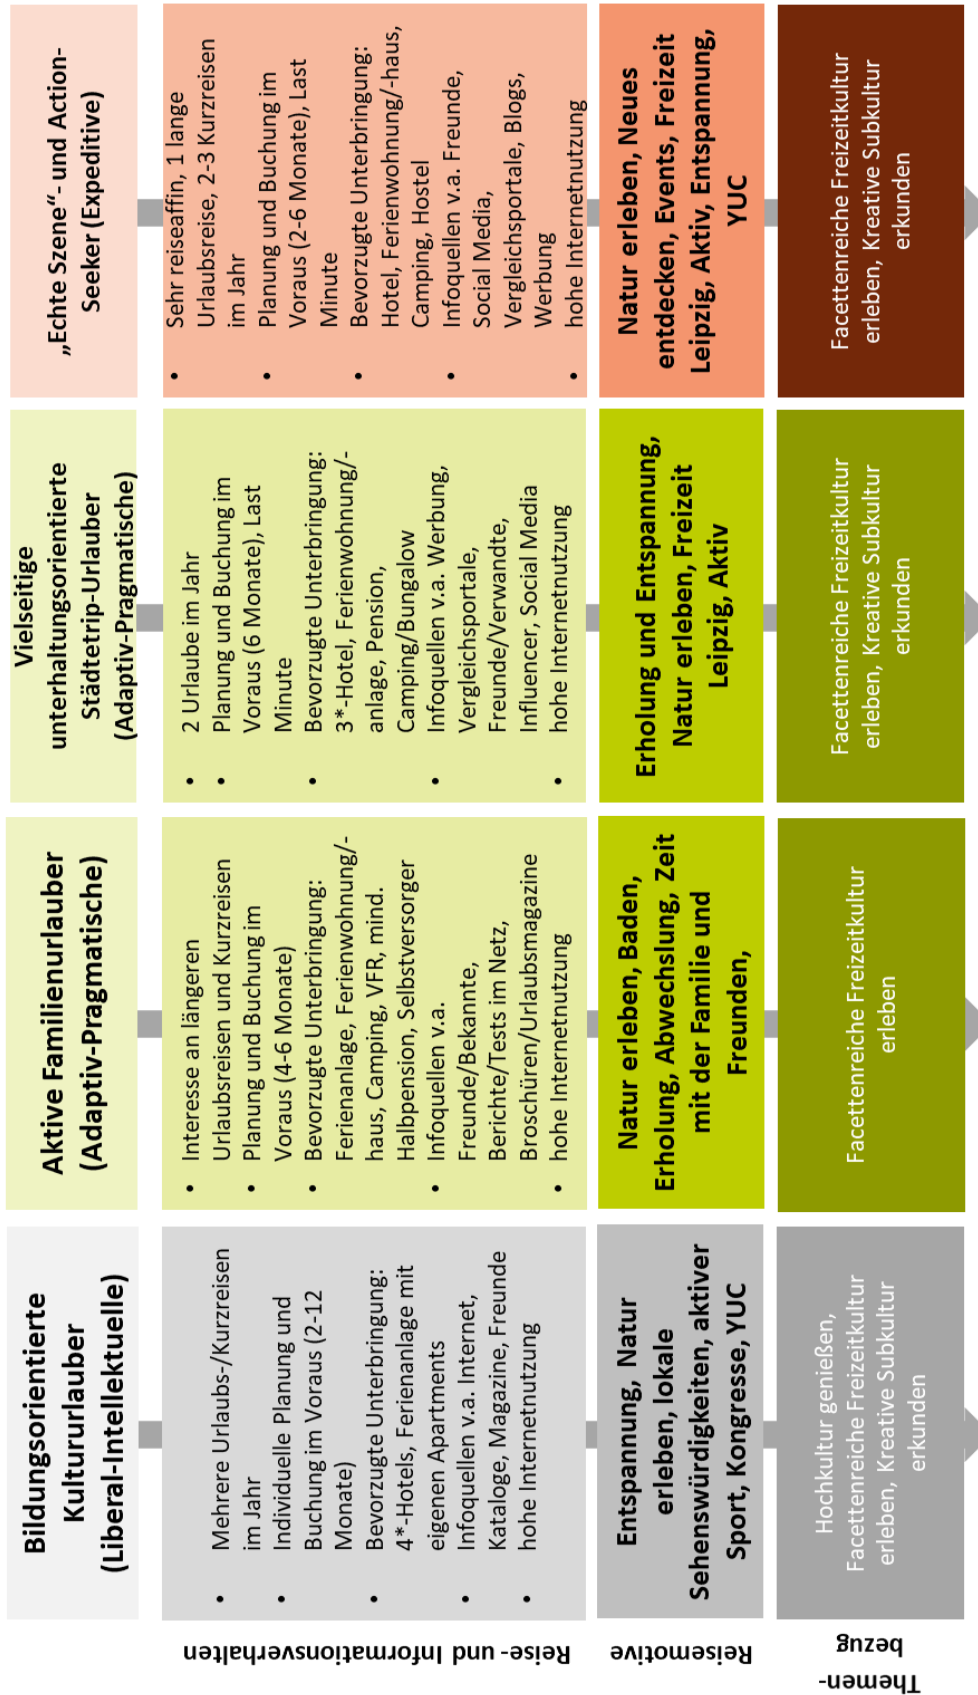 Bildungsorientierte
Kultururlauber
(Liberal-Intellektuelle)
Aktive Familienurlauber
(Adaptiv-Pragmatische)
Vielseitige
unterhaltungsorientierte
Städtetrip-Urlauber
(Adaptiv-Pragmatische)
„Echte Szene“- und Action-
Seeker (Expeditive)
Reise- und Informationsverhalten
• Mehrere Urlaubs-/Kurzreisen
im Jahr
• Individuelle Planung und
Buchung im Voraus (2-12
Monate)
• Bevorzugte Unterbringung:
4*-Hotels, Ferienanlage mit
eigenen Apartments
• Infoquellen v.a. Internet,
Kataloge, Magazine, Freunde
• hohe Internetnutzung
• Interesse an längeren
Urlaubsreisen und Kurzreisen
• Planung und Buchung im
Voraus (4-6 Monate)
• Bevorzugte Unterbringung:
Ferienanlage, Ferienwohnung/-
haus, Camping, VFR, mind.
Halbpension, Selbstversorger
• Infoquellen v.a.
Freunde/Bekannte,
Berichte/Tests im Netz,
Broschüren/Urlaubsmagazine
• hohe Internetnutzung
• 2 Urlaube im Jahr
• Planung und Buchung im
Voraus (6 Monate), Last
Minute
• Bevorzugte Unterbringung:
3*-Hotel, Ferienwohnung/-
anlage, Pension,
Camping/Bungalow
• Infoquellen v.a. Werbung,
Vergleichsportale,
Freunde/Verwandte,
Influencer, Social Media
• hohe Internetnutzung
• Sehr reiseaffin, 1 lange
Urlaubsreise, 2-3 Kurzreisen
im Jahr
• Planung und Buchung im
Voraus (2-6 Monate), Last
Minute
• Bevorzugte Unterbringung:
Hotel, Ferienwohnung/-haus,
Camping, Hostel
• Infoquellen v.a. Freunde,
Social Media,
Vergleichsportale, Blogs,
Werbung
• hohe Internetnutzung
Reisemotive
Entspannung, Natur
erleben, lokale
Sehenswürdigkeiten, aktiver
Sport, Kongresse, YUC
Natur erleben, Baden,
Erholung, Abwechslung, Zeit
mit der Familie und
Freunden,
Erholung und Entspannung,
Natur erleben, Freizeit
Leipzig, Aktiv
Natur erleben, Neues
entdecken, Events, Freizeit
Leipzig, Aktiv, Entspannung,
YUC
Themen-
bezug
Hochkultur genießen,
Facettenreiche Freizeitkultur
erleben, Kreative Subkultur
erkunden
Facettenreiche Freizeitkultur
erleben
Facettenreiche Freizeitkultur
erleben, Kreative Subkultur
erkunden
Facettenreiche Freizeitkultur
erleben, Kreative Subkultur
erkunden